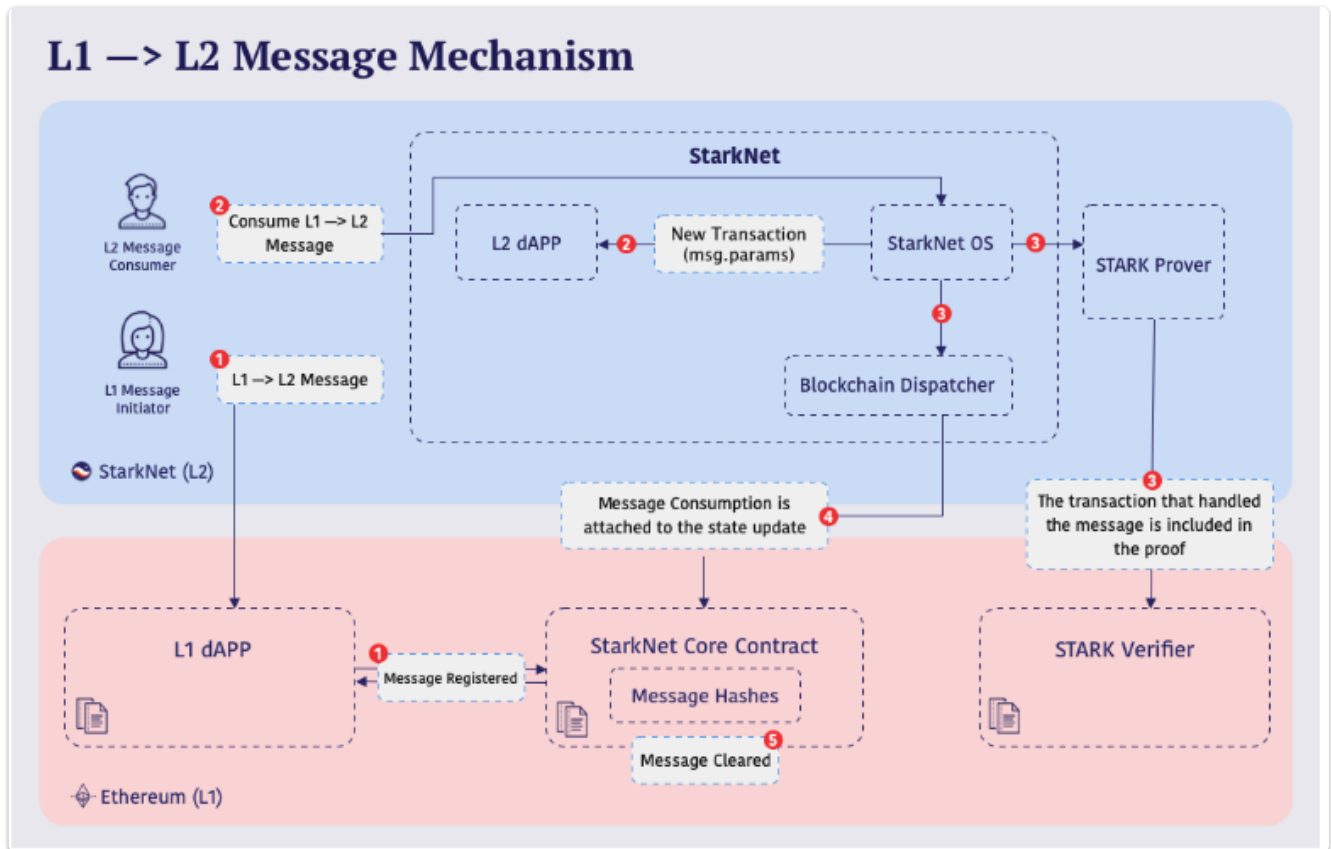 L1 —> L2 Message Mechanism
StarkNet
2
Consume L1 —> L2
Message
L2 Message
Consumer
L2 dAPP
2
New Transaction
(msg.params)
StarkNet OS
3
STARK Prover
3
L1 Message
Initiator
1
L1 —> L2 Message
Blockchain Dispatcher
StarkNet (L2)
Message Consumption is
attached to the state update
4
3
The transaction that handled
the message is included in
the proof
L1 dAPP
1
Message Registered
StarkNet Core Contract
Message Hashes
5
Message Cleared
STARK Verifier
Ethereum (L1)